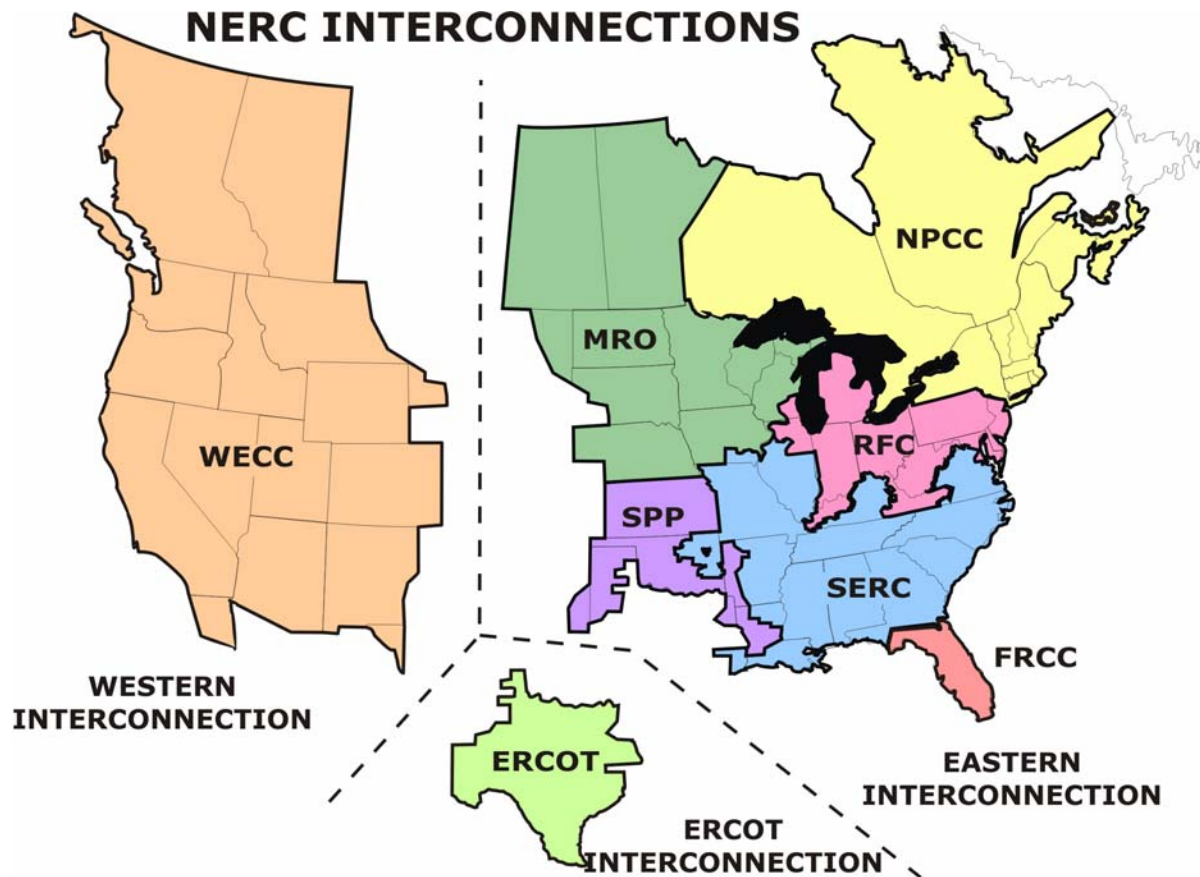 NERC INTERCONNECTIONS
NPCC
MRO
RFC
WECC
SPP
SERC
FRCC
WESTERN
INTERCONNECTION
ERCOT
EASTERN
INTERCONNECTION
ERCOT
INTERCONNECTION